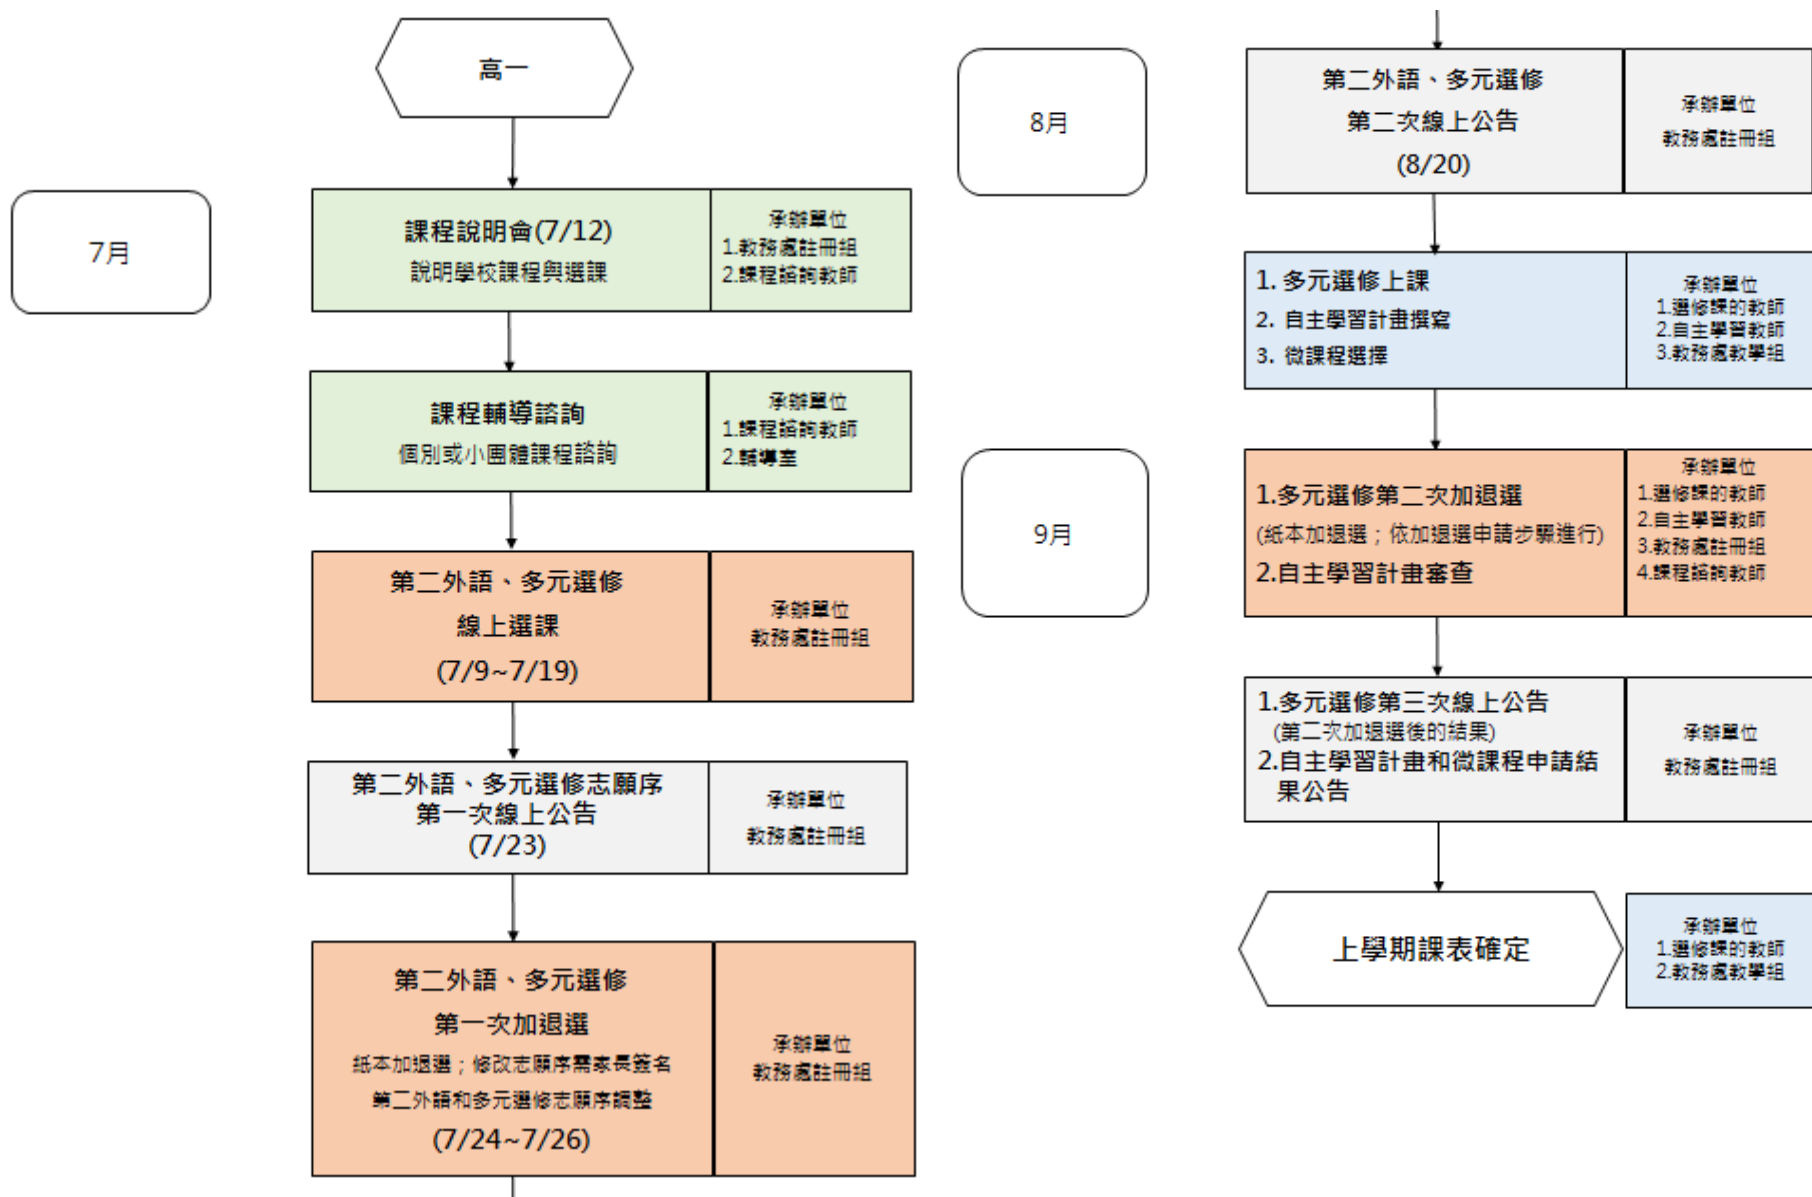 高一
7月
課程說明會(7/12)
說明學校課程與選課
承辦單位
1.教務處註冊組
2.課程諮詢教師
課程輔導諮詢
個別或小團體課程諮詢
承辦單位
1.課程諮詢教師
2.輔導室
第二外語、多元選修
線上選課
(7/9~7/19)
承辦單位
教務處註冊組
第二外語、多元選修志願序
第一次線上公告
(7/23)
承辦單位
教務處註冊組
第二外語、多元選修
第一次加退選
紙本加退選；修改志願序需家長簽名
第二外語和多元選修志願序調整
(7/24~7/26)
承辦單位
教務處註冊組
8月
第二外語、多元選修
第二次線上公告
(8/20)
承辦單位
教務處註冊組
1. 多元選修上課
2. 自主學習計畫撰寫
3. 微課程選擇
承辦單位
1.選修課的教師
2.自主學習教師
3.教務處教學組
9月
1.多元選修第二次加退選
(紙本加退選；依加退選申請步驟進行)
2.自主學習計畫審查
承辦單位
1.選修課的教師
2.自主學習教師
3.教務處註冊組
4.課程諮詢教師
1.多元選修第三次線上公告
(第二次加退選後的結果)
2.自主學習計畫和微課程申請結
果公告
承辦單位
教務處註冊組
上學期課表確定
承辦單位
1.選修課的教師
2.教務處教學組